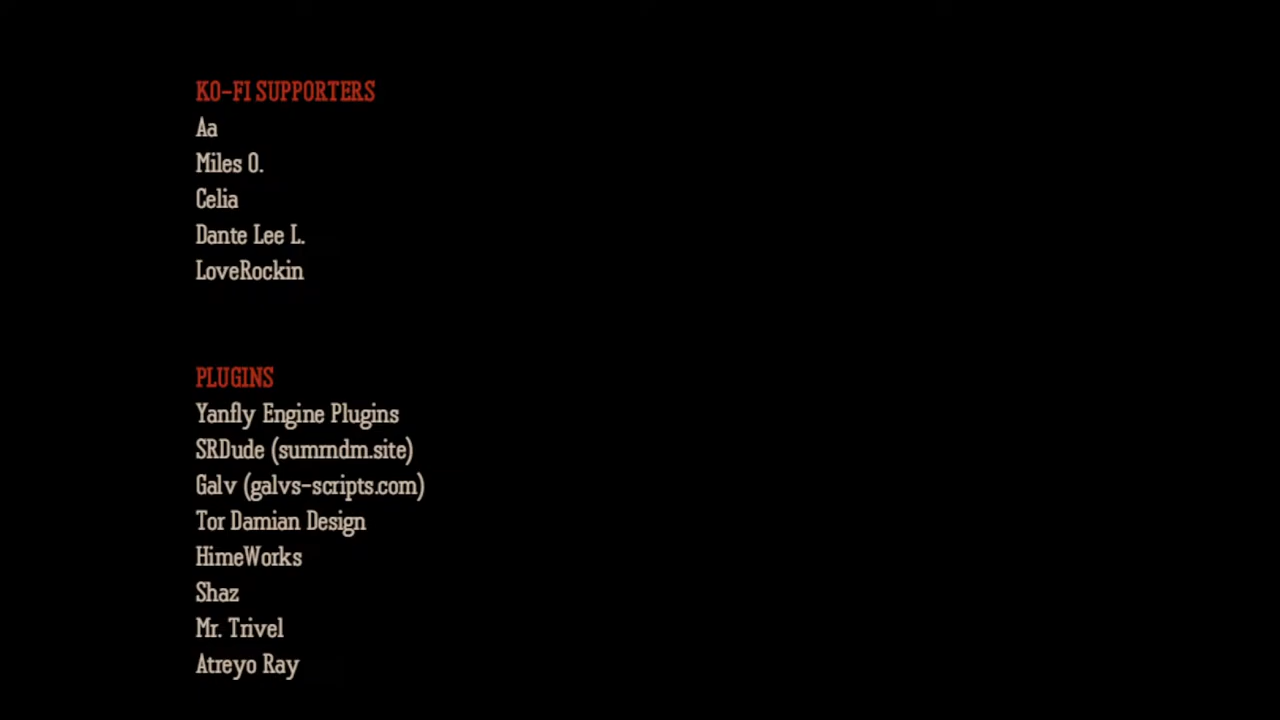 KO-FI SUPPORTERS
Aa
Miles O.
Celia
Dante Lee L.
LoveRockin
PLUGINS
Yanfly Engine Plugins
SRDude (sumrndm.site)
Galv (galvs-scripts.com)
Tor Damian Design
HimeWorks
Shaz
Mr. Trivel
Atreyo Ray